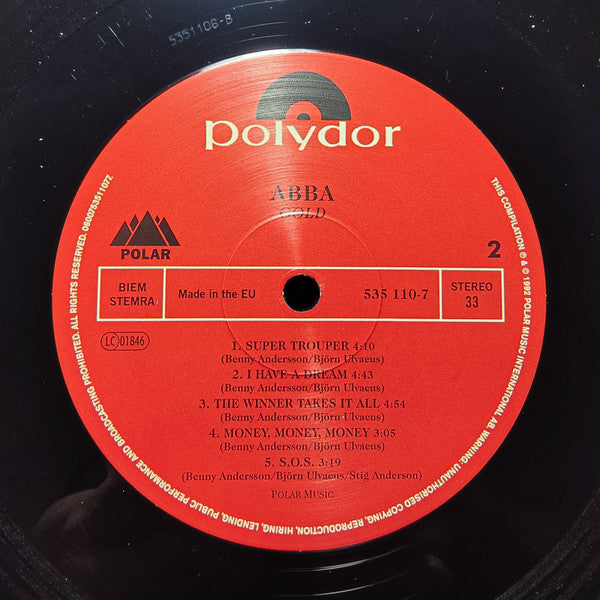 5351106-B
polydor
ABBA
GOLD
POLAR
2
BIEM
STEMRA
Made in the EU
535 110-7
STEREO
33
LC 01846
1. SUPER TROUPER 4:10
(Benny Andersson/Björn Ulvaeus)
2. I HAVE A DREAM 4:43
(Benny Andersson/Björn Ulvaeus)
3. THE WINNER TAKES IT ALL 4:54
(Benny Andersson/Björn Ulvaeus)
4. MONEY, MONEY, MONEY 3:05
(Benny Andersson/Björn Ulvaeus)
5. S.O.S. 3:19
(Benny Andersson/Björn Ulvaeus/Stig Anderson)
POLAR MUSIC
THIS COMPILATION ℗ & © 1992 POLAR MUSIC INTERNATIONAL AB. WARNING: UNAUTHORISED COPYING, REPRODUCTION, HIRING, LENDING, PUBLIC PERFORMANCE AND BROADCASTING PROHIBITED. ALL RIGHTS RESERVED. 0600753511077.